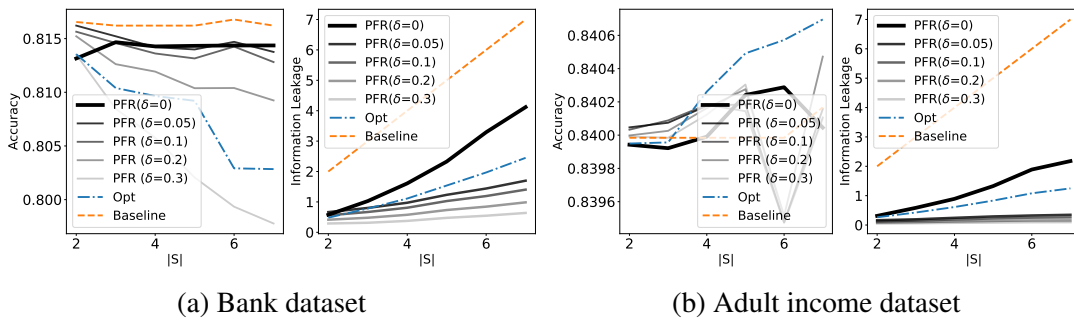 Accuracy
0.815
0.810
0.805
0.800
PFR(δ=0)
PFR (δ=0.05)
PFR (δ=0.1)
PFR (δ=0.2)
PFR (δ=0.3)
Opt
Baseline
2 4 6
|S|
Information Leakage
7
6
5
4
3
2
1
0
PFR(δ=0)
PFR(δ=0.05)
PFR(δ=0.1)
PFR(δ=0.2)
PFR(δ=0.3)
Opt
Baseline
2 4 6
|S|
(a) Bank dataset
Accuracy
0.8406
0.8404
0.8402
0.8400
0.8398
0.8396
PFR(δ=0)
PFR (δ=0.05)
PFR (δ=0.1)
PFR (δ=0.2)
PFR (δ=0.3)
Opt
Baseline
2 4 6
|S|
Information Leakage
7
6
5
4
3
2
1
0
PFR(δ=0)
PFR(δ=0.05)
PFR(δ=0.1)
PFR(δ=0.2)
PFR(δ=0.3)
Opt
Baseline
2 4 6
|S|
(b) Adult income dataset